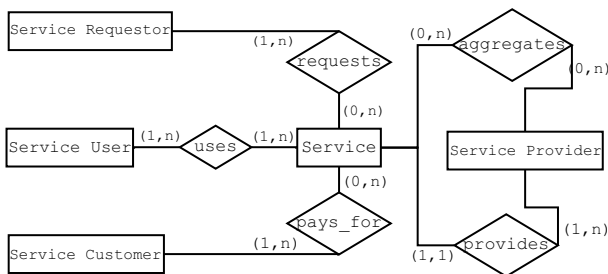 Service Requestor
(1,n)
requests
(0,n)
(0,n)
aggregates
(0,n)
Service User
(1,n)
uses
(1,n)
Service
Service Provider
(0,n)
pays_for
(1,n)
Service Customer
(1,n)
(1,1)
provides